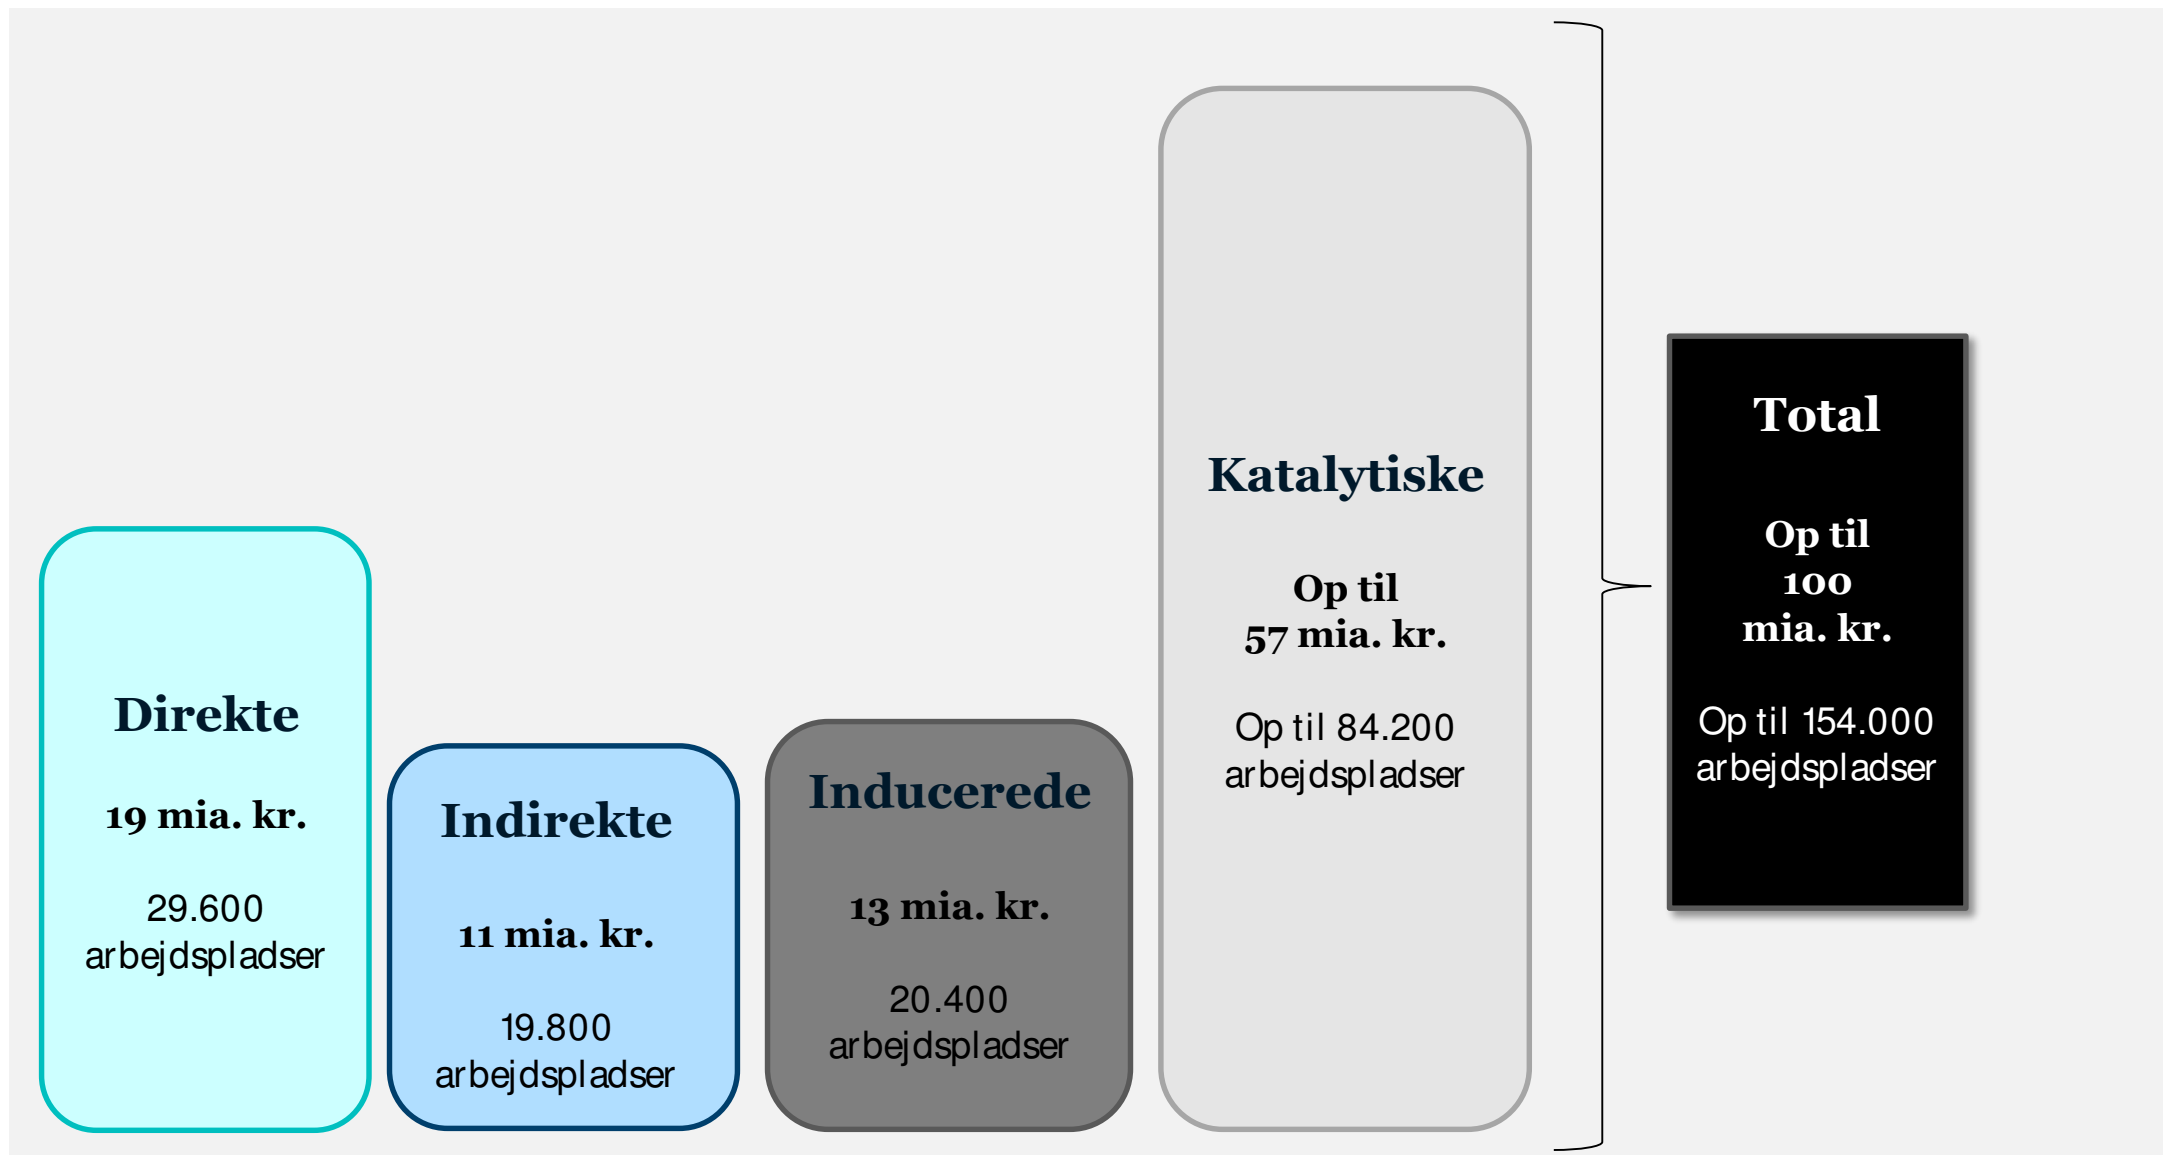 Direkte
19 mia. kr.
29.600
arbejdspladser
Indirekte
11 mia. kr.
19.800
arbejdspladser
Inducerede
13 mia. kr.
20.400
arbejdspladser
Katalytiske
Op til
57 mia. kr.
Op til 84.200
arbejdspladser
Total
Op til
100
mia. kr.
Op til 154.000
arbejdspladser